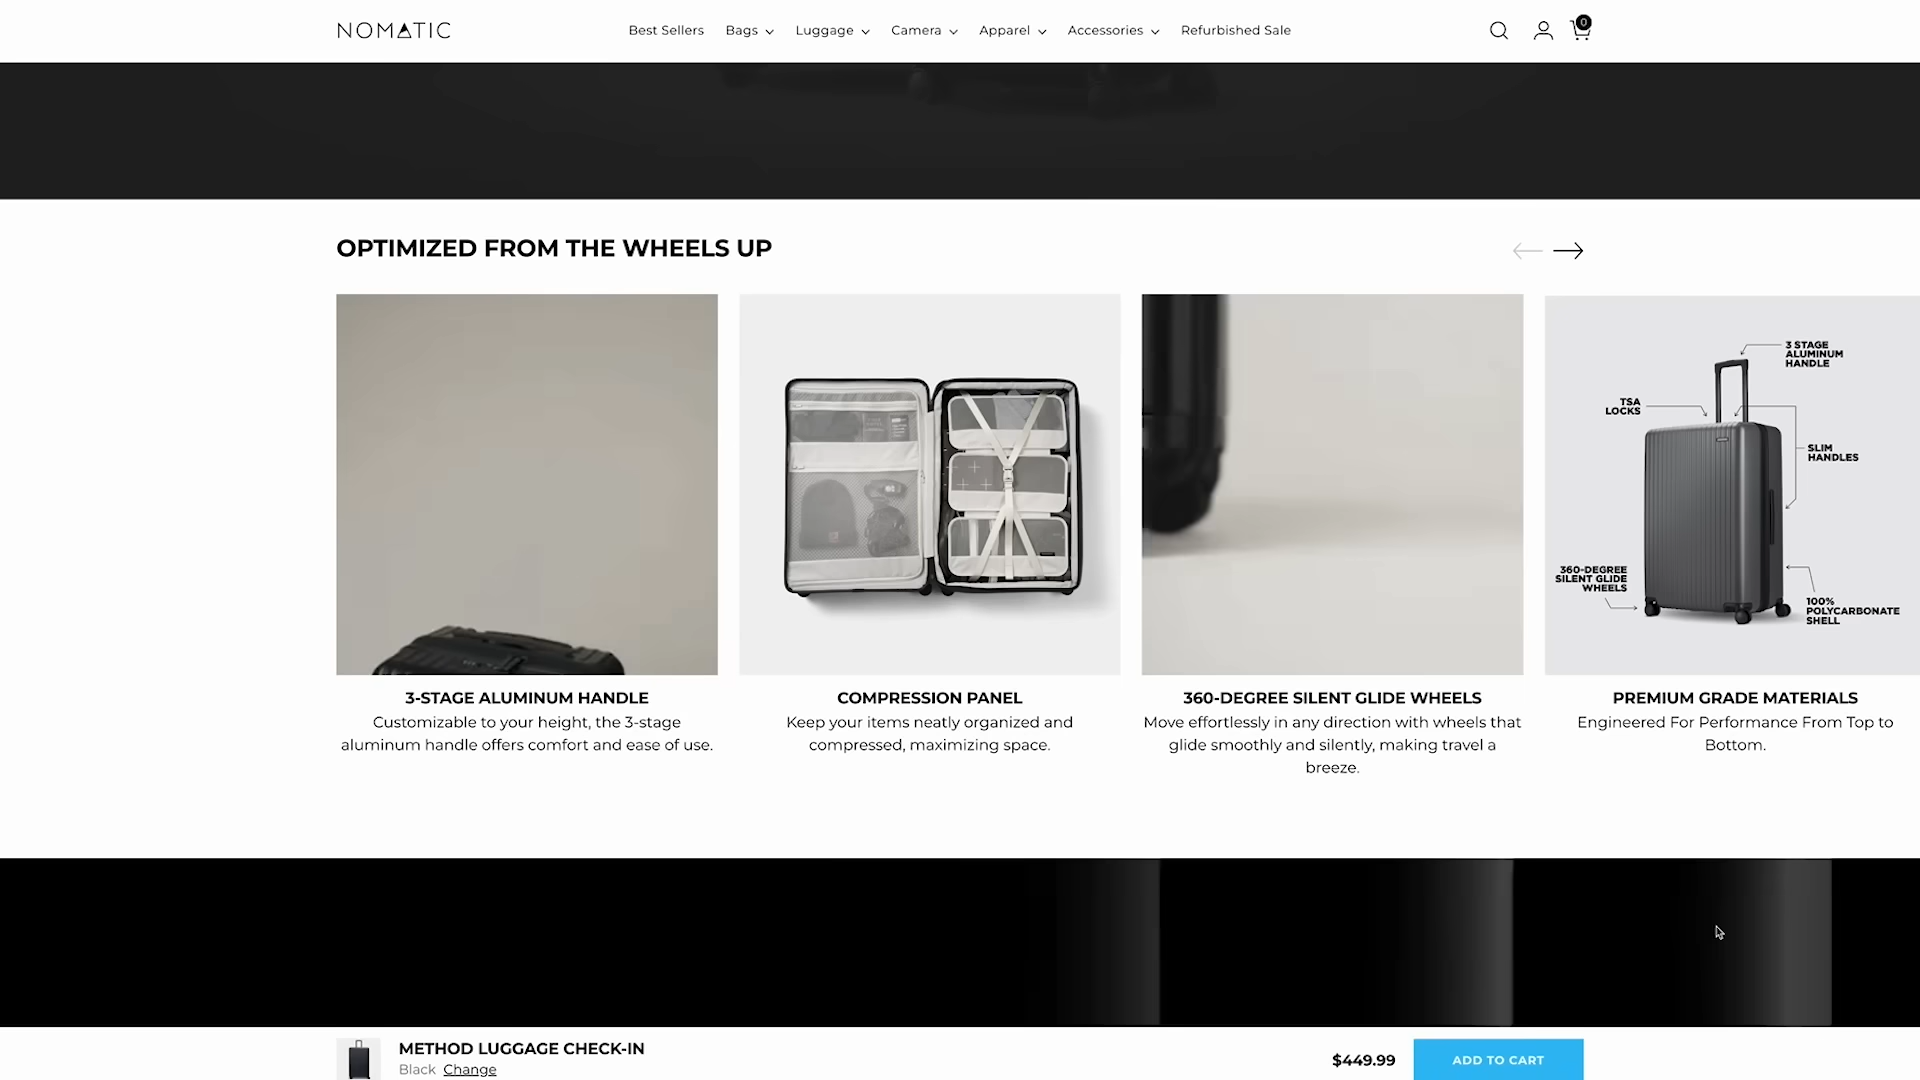 NOMATIC
Best Sellers
Bags
Luggage
Camera
Apparel
Accessories
Refurbished Sale
0
OPTIMIZED FROM THE WHEELS UP
3 STAGE
ALUMINUM
HANDLE
TSA
LOCKS
SLIM
HANDLES
360-DEGREE
SILENT GLIDE
WHEELS
100%
POLYCARBONATE
SHELL
3-STAGE ALUMINUM HANDLE
Customizable to your height, the 3-stage
aluminum handle offers comfort and ease of use.
COMPRESSION PANEL
Keep your items neatly organized and
compressed, maximizing space.
360-DEGREE SILENT GLIDE WHEELS
Move effortlessly in any direction with wheels that
glide smoothly and silently, making travel a
breeze.
PREMIUM GRADE MATERIALS
Engineered For Performance From Top to
Bottom.
METHOD LUGGAGE CHECK-IN
Black Change
$449.99
ADD TO CART